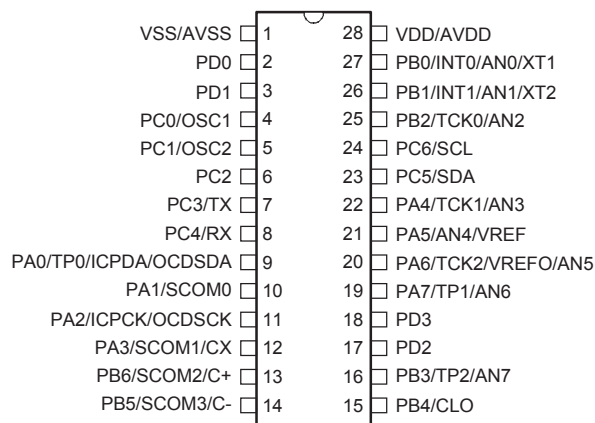 VSS/AVSS 1 28 VDD/AVDD
PD0 2 27 PB0/INT0/AN0/XT1
PD1 3 26 PB1/INT1/AN1/XT2
PC0/OSC1 4 25 PB2/TCK0/AN2
PC1/OSC2 5 24 PC6/SCL
PC2 6 23 PC5/SDA
PC3/TX 7 22 PA4/TCK1/AN3
PC4/RX 8 21 PA5/AN4/VREF
PA0/TP0/ICPDA/OCDSDA 9 20 PA6/TCK2/VREFO/AN5
PA1/SCOM0 10 19 PA7/TP1/AN6
PA2/ICPCK/OCDSCK 11 18 PD3
PA3/SCOM1/CX 12 17 PD2
PB6/SCOM2/C+ 13 16 PB3/TP2/AN7
PB5/SCOM3/C- 14 15 PB4/CLO